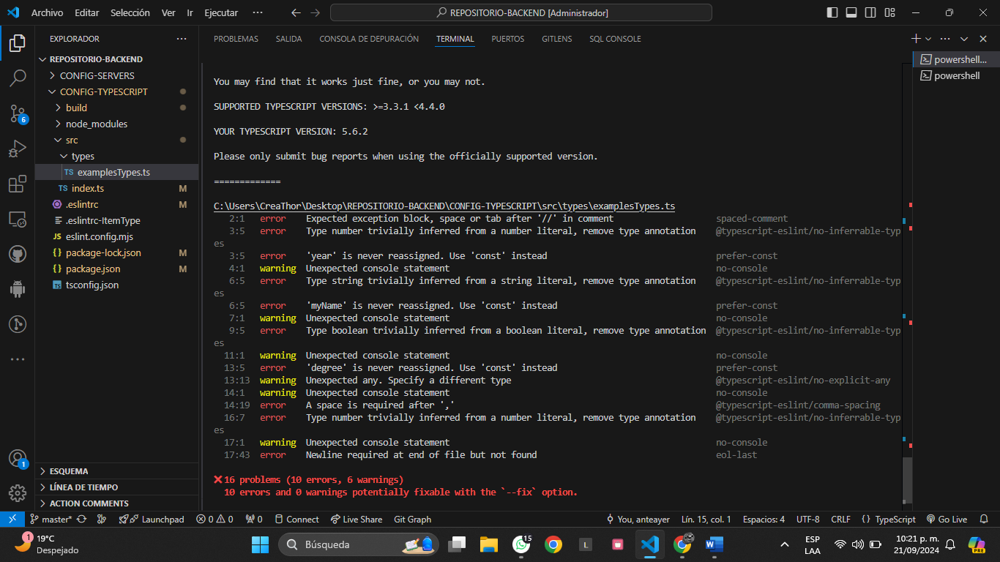 Archivo Editar Selección Ver Ir Ejecutar ···
REPOSITORIO-BACKEND [Administrador]
EXPLORADOR
REPOSITORIO-BACKEND
CONFIG-SERVERS
CONFIG-TYPESCRIPT
build
node_modules
src
types
TS examplesTypes.ts
TS index.ts M
.eslintrc M
.eslintrc-ItemType
JS eslint.config.mjs
{} package-lock.json M
{} package.json M
TS tsconfig.json
ESQUEMA
LÍNEA DE TIEMPO
ACTION COMMENTS
6
1
PROBLEMAS SALIDA CONSOLA DE DEPURACIÓN TERMINAL PUERTOS GITLENS SQL CONSOLE
powershell...
powershell
You may find that it works just fine, or you may not.
SUPPORTED TYPESCRIPT VERSIONS: >=3.3.1 <4.4.0
YOUR TYPESCRIPT VERSION: 5.6.2
Please only submit bug reports when using the officially supported version.
=============
C:\Users\CreaThor\Desktop\REPOSITORIO-BACKEND\CONFIG-TYPESCRIPT\src\types\examplesTypes.ts
2:1 error Expected exception block, space or tab after '//' in comment spaced-comment
3:5 error Type number trivially inferred from a number literal, remove type annotation @typescript-eslint/no-inferrable-typ
es
3:5 error 'year' is never reassigned. Use 'const' instead prefer-const
4:1 warning Unexpected console statement no-console
6:5 error Type string trivially inferred from a string literal, remove type annotation @typescript-eslint/no-inferrable-typ
es
6:5 error 'myName' is never reassigned. Use 'const' instead prefer-const
7:1 warning Unexpected console statement no-console
9:5 error Type boolean trivially inferred from a boolean literal, remove type annotation @typescript-eslint/no-inferrable-typ
es
11:1 warning Unexpected console statement no-console
13:5 error 'degree' is never reassigned. Use 'const' instead prefer-const
13:13 warning Unexpected any. Specify a different type @typescript-eslint/no-explicit-any
14:1 warning Unexpected console statement no-console
14:19 error A space is required after ',' @typescript-eslint/comma-spacing
16:7 error Type number trivially inferred from a number literal, remove type annotation @typescript-eslint/no-inferrable-typ
es
17:1 warning Unexpected console statement no-console
17:43 error Newline required at end of file but not found eol-last
16 problems (10 errors, 6 warnings)
10 errors and 0 warnings potentially fixable with the `--fix` option.
master* Launchpad 0 0 0 Connect Live Share Git Graph You, anteayer Lín. 15, col. 1 Espacios: 4 UTF-8 CRLF {} TypeScript Go Live
1 19°C
Despejado
Búsqueda
15
L
ESP
LAA
10:21 p. m.
21/09/2024
PRE